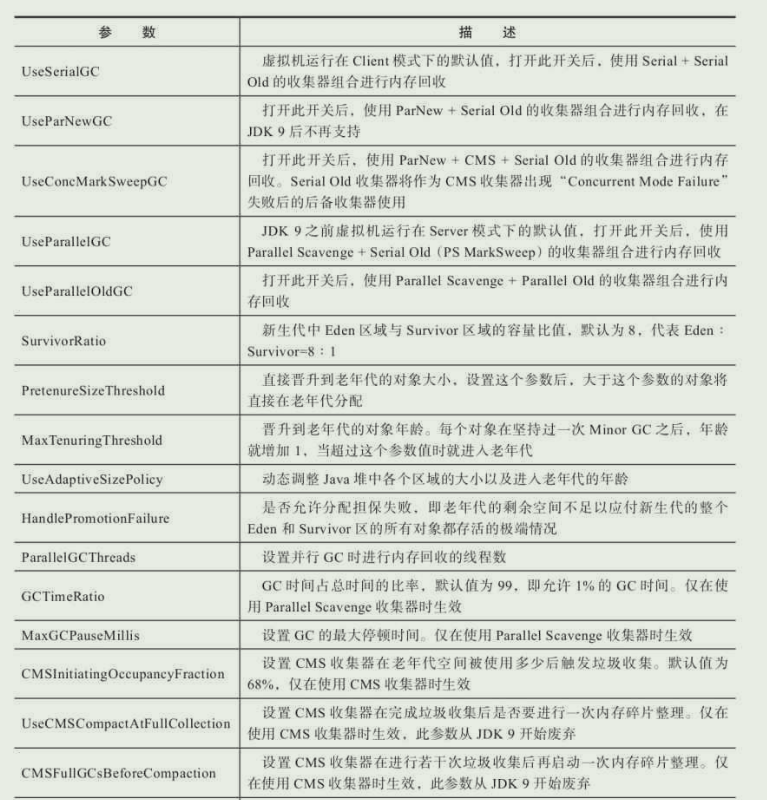 参 数 描 述
UseSerialGC
虚拟机运行在 Client 模式下的默认值，打开此开关后，使用 Serial + Serial
Old 的收集器组合进行内存回收
UseParNewGC
打开此开关后，使用 ParNew + Serial Old 的收集器组合进行内存回收，在
JDK 9 后不再支持
UseConcMarkSweepGC
打开此开关后，使用 ParNew + CMS + Serial Old 的收集器组合进行内存
回收。Serial Old 收集器将作为 CMS 收集器出现“Concurrent Mode Failure”
失败后的后备收集器使用
UseParallelGC
JDK 9 之前虚拟机运行在 Server 模式下的默认值，打开此开关后，使用
Parallel Scavenge + Serial Old（PS MarkSweep）的收集器组合进行内存回收
UseParallelOldGC
打开此开关后，使用 Parallel Scavenge + Parallel Old 的收集器组合进行内
存回收
SurvivorRatio
新生代中 Eden 区域与 Survivor 区域的容量比值，默认为 8，代表 Eden：
Survivor=8：1
PretenureSizeThreshold
直接晋升到老年代的对象大小，设置这个参数后，大于这个参数的对象将
直接在老年代分配
MaxTenuringThreshold
晋升到老年代的对象年龄。每个对象在坚持过一次 Minor GC 之后，年龄
就增加 1，当超过这个参数值时就进入老年代
UseAdaptiveSizePolicy
动态调整 Java 堆中各个区域的大小以及进入老年代的年龄
HandlePromotionFailure
是否允许分配担保失败，即老年代的剩余空间不足以应付新生代的整个
Eden 和 Survivor 区的所有对象都存活的极端情况
ParallelGCThreads
设置并行 GC 时进行内存回收的线程数
GCTimeRatio
GC 时间占总时间的比率，默认值为 99，即允许 1% 的 GC 时间。仅在使
用 Parallel Scavenge 收集器时生效
MaxGCPauseMillis
设置 GC 的最大停顿时间。仅在使用 Parallel Scavenge 收集器时生效
CMSInitiatingOccupancyFraction
设置 CMS 收集器在老年代空间被使用多少后触发垃圾收集。默认值为
68%，仅在使用 CMS 收集器时生效
UseCMSCompactAtFullCollection
设置 CMS 收集器在完成垃圾收集后是否要进行一次内存碎片整理。仅在
使用 CMS 收集器时生效，此参数从 JDK 9 开始废弃
CMSFullGCsBeforeCompaction
设置 CMS 收集器在进行若干次垃圾收集后再启动一次内存碎片整理。仅
在使用 CMS 收集器时生效，此参数从 JDK 9 开始废弃